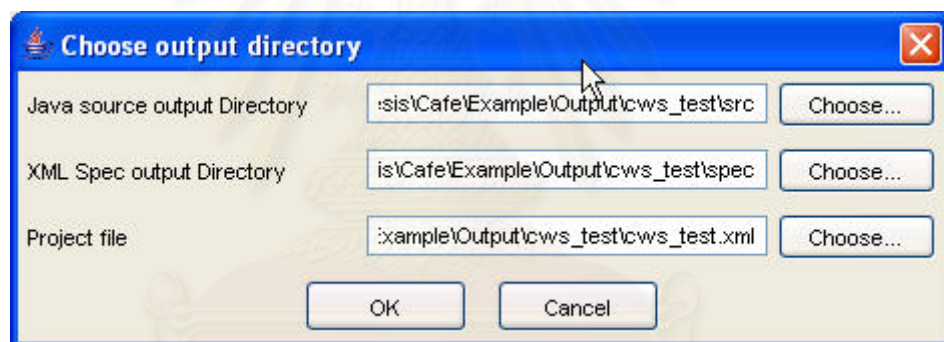 Choose output directory
Java source output Directory sis\Cafe\Example\Output\cws_test\src Choose...
XML Spec output Directory is\Cafe\Example\Output\cws_test\spec Choose...
Project file xample\Output\cws_test\cws_test.xml Choose...
OK Cancel